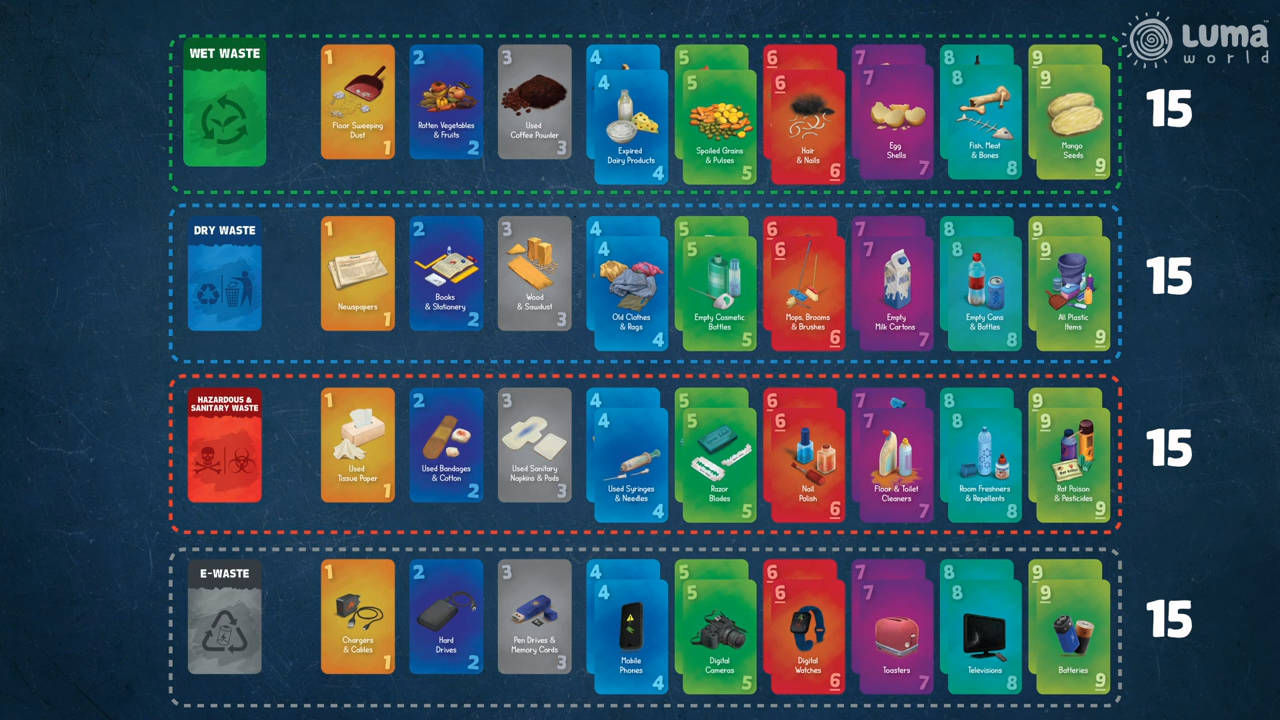 LUMA
world
TM
WET WASTE
1
Floor Sweeping
Dust
1
2
Rotten Vegetables
& Fruits
2
3
Used
Coffee Powder
3
4
4
Expired
Dairy Products
4
5
5
Spoiled Grains
& Pulses
5
6
6
Hair
& Nails
6
7
7
Egg
Shells
7
8
8
Fish, Meat
& Bones
8
9
9
Mango
Seeds
9
15
DRY WASTE
1
Newspapers
1
2
Books
& Stationery
2
3
Wood
& Sawdust
3
4
4
Old Clothes
& Rags
4
5
5
Empty Cosmetic
Bottles
5
6
6
Mops, Brooms
& Brushes
6
7
7
Empty
Milk Cartons
7
8
8
Empty Cans
& Bottles
8
9
9
All Plastic
Items
9
15
HAZARDOUS &
SANITARY WASTE
1
Used
Tissue Paper
1
2
Used Bandages
& Cotton
2
3
Used Sanitary
Napkins & Pads
3
4
4
Used Syringes
& Needles
4
5
5
Razor
Blades
5
6
6
Nail
Polish
6
7
7
Floor & Toilet
Cleaners
7
8
8
Room Freshners
& Repellents
8
9
9
Rat Poison
& Pesticides
9
15
E-WASTE
1
Chargers
& Cables
1
2
Hard
Drives
2
3
Pen Drives &
Memory Cards
3
4
4
Mobile
Phones
4
5
5
Digital
Cameras
5
6
6
Digital
Watches
6
7
7
Toasters
7
8
8
Televisions
8
9
9
Batteries
9
15